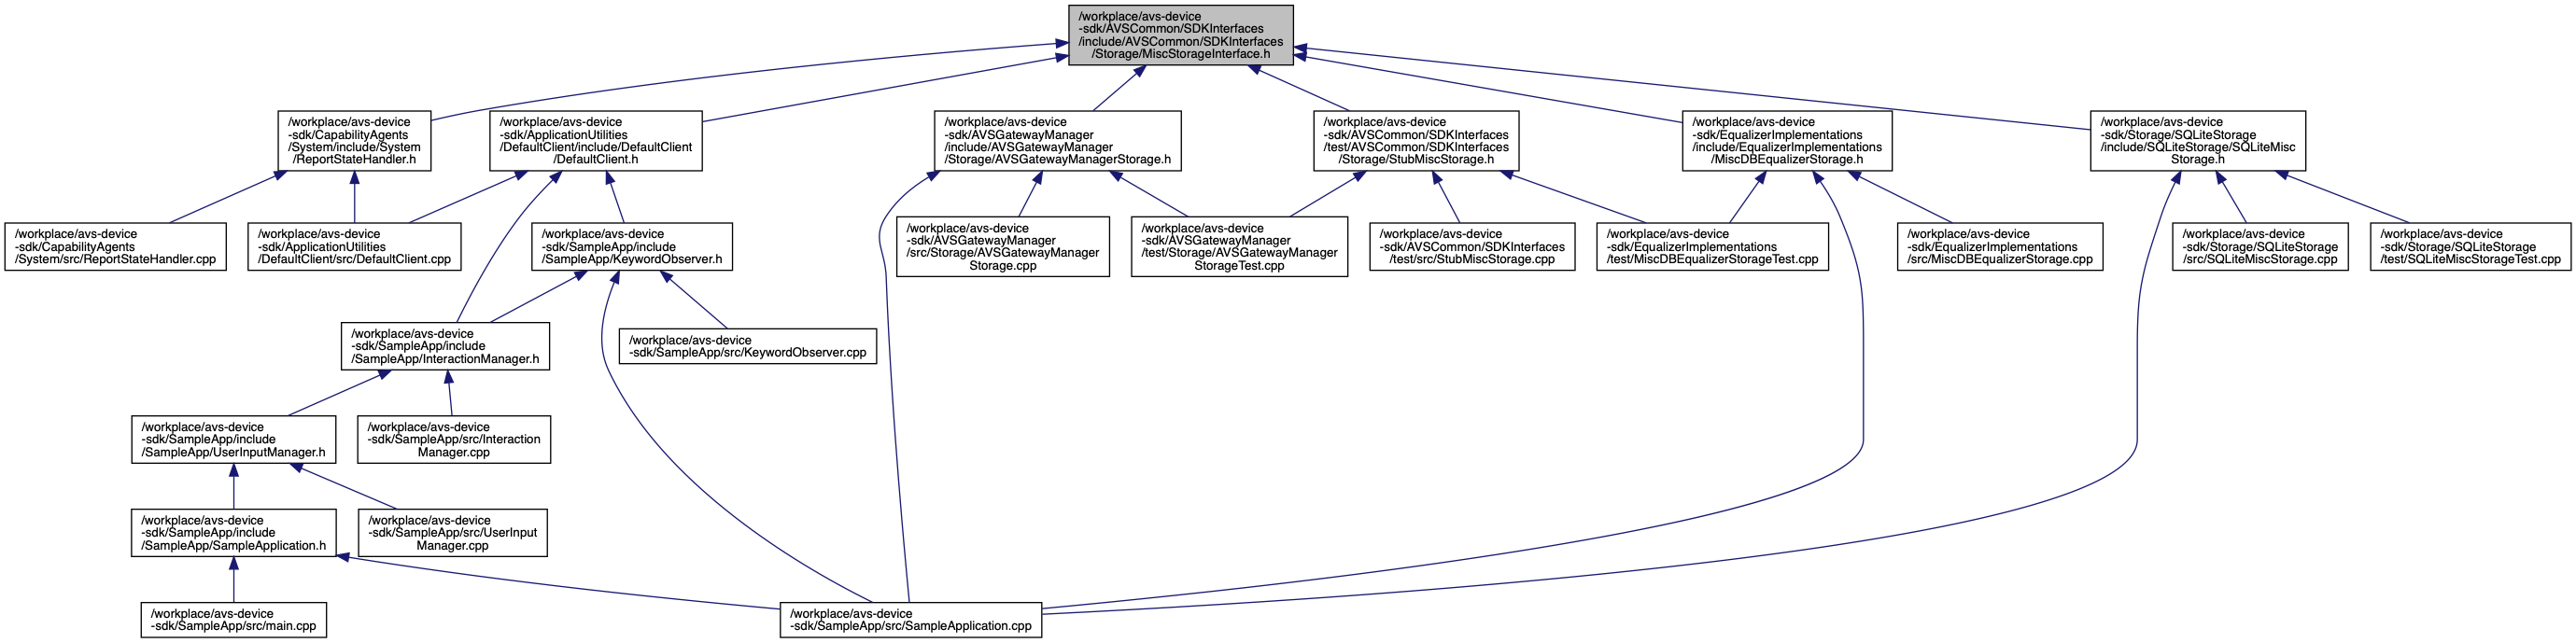 /workplace/avs-device
-sdk/AVSCommon/SDKInterfaces
/include/AVSCommon/SDKInterfaces
/Storage/MiscStorageInterface.h
/workplace/avs-device
-sdk/CapabilityAgents
/System/include/System
/ReportStateHandler.h
/workplace/avs-device
-sdk/ApplicationUtilities
/DefaultClient/include/DefaultClient
/DefaultClient.h
/workplace/avs-device
-sdk/AVSGatewayManager
/include/AVSGatewayManager
/Storage/AVSGatewayManagerStorage.h
/workplace/avs-device
-sdk/AVSCommon/SDKInterfaces
/test/AVSCommon/SDKInterfaces
/Storage/StubMiscStorage.h
/workplace/avs-device
-sdk/EqualizerImplementations
/include/EqualizerImplementations
/MiscDBEqualizerStorage.h
/workplace/avs-device
-sdk/Storage/SQLiteStorage
/include/SQLiteStorage/SQLiteMisc
Storage.h
/workplace/avs-device
-sdk/CapabilityAgents
/System/src/ReportStateHandler.cpp
/workplace/avs-device
-sdk/ApplicationUtilities
/DefaultClient/src/DefaultClient.cpp
/workplace/avs-device
-sdk/SampleApp/include
/SampleApp/KeywordObserver.h
/workplace/avs-device
-sdk/AVSGatewayManager
/src/Storage/AVSGatewayManager
Storage.cpp
/workplace/avs-device
-sdk/AVSGatewayManager
/test/Storage/AVSGatewayManager
StorageTest.cpp
/workplace/avs-device
-sdk/AVSCommon/SDKInterfaces
/test/src/StubMiscStorage.cpp
/workplace/avs-device
-sdk/EqualizerImplementations
/test/MiscDBEqualizerStorageTest.cpp
/workplace/avs-device
-sdk/EqualizerImplementations
/src/MiscDBEqualizerStorage.cpp
/workplace/avs-device
-sdk/Storage/SQLiteStorage
/src/SQLiteMiscStorage.cpp
/workplace/avs-device
-sdk/Storage/SQLiteStorage
/test/SQLiteMiscStorageTest.cpp
/workplace/avs-device
-sdk/SampleApp/include
/SampleApp/InteractionManager.h
/workplace/avs-device
-sdk/SampleApp/src/KeywordObserver.cpp
/workplace/avs-device
-sdk/SampleApp/include
/SampleApp/UserInputManager.h
/workplace/avs-device
-sdk/SampleApp/src/Interaction
Manager.cpp
/workplace/avs-device
-sdk/SampleApp/include
/SampleApp/SampleApplication.h
/workplace/avs-device
-sdk/SampleApp/src/UserInput
Manager.cpp
/workplace/avs-device
-sdk/SampleApp/src/main.cpp
/workplace/avs-device
-sdk/SampleApp/src/SampleApplication.cpp